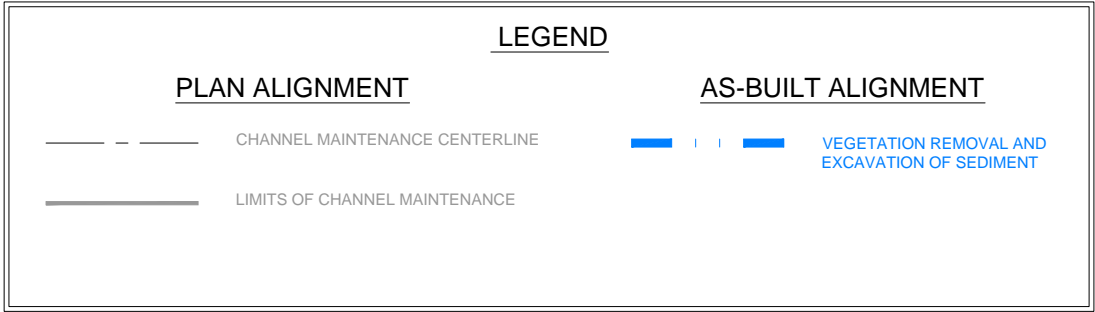 LEGEND
PLAN ALIGNMENT
CHANNEL MAINTENANCE CENTERLINE
LIMITS OF CHANNEL MAINTENANCE
AS-BUILT ALIGNMENT
VEGETATION REMOVAL AND
EXCAVATION OF SEDIMENT